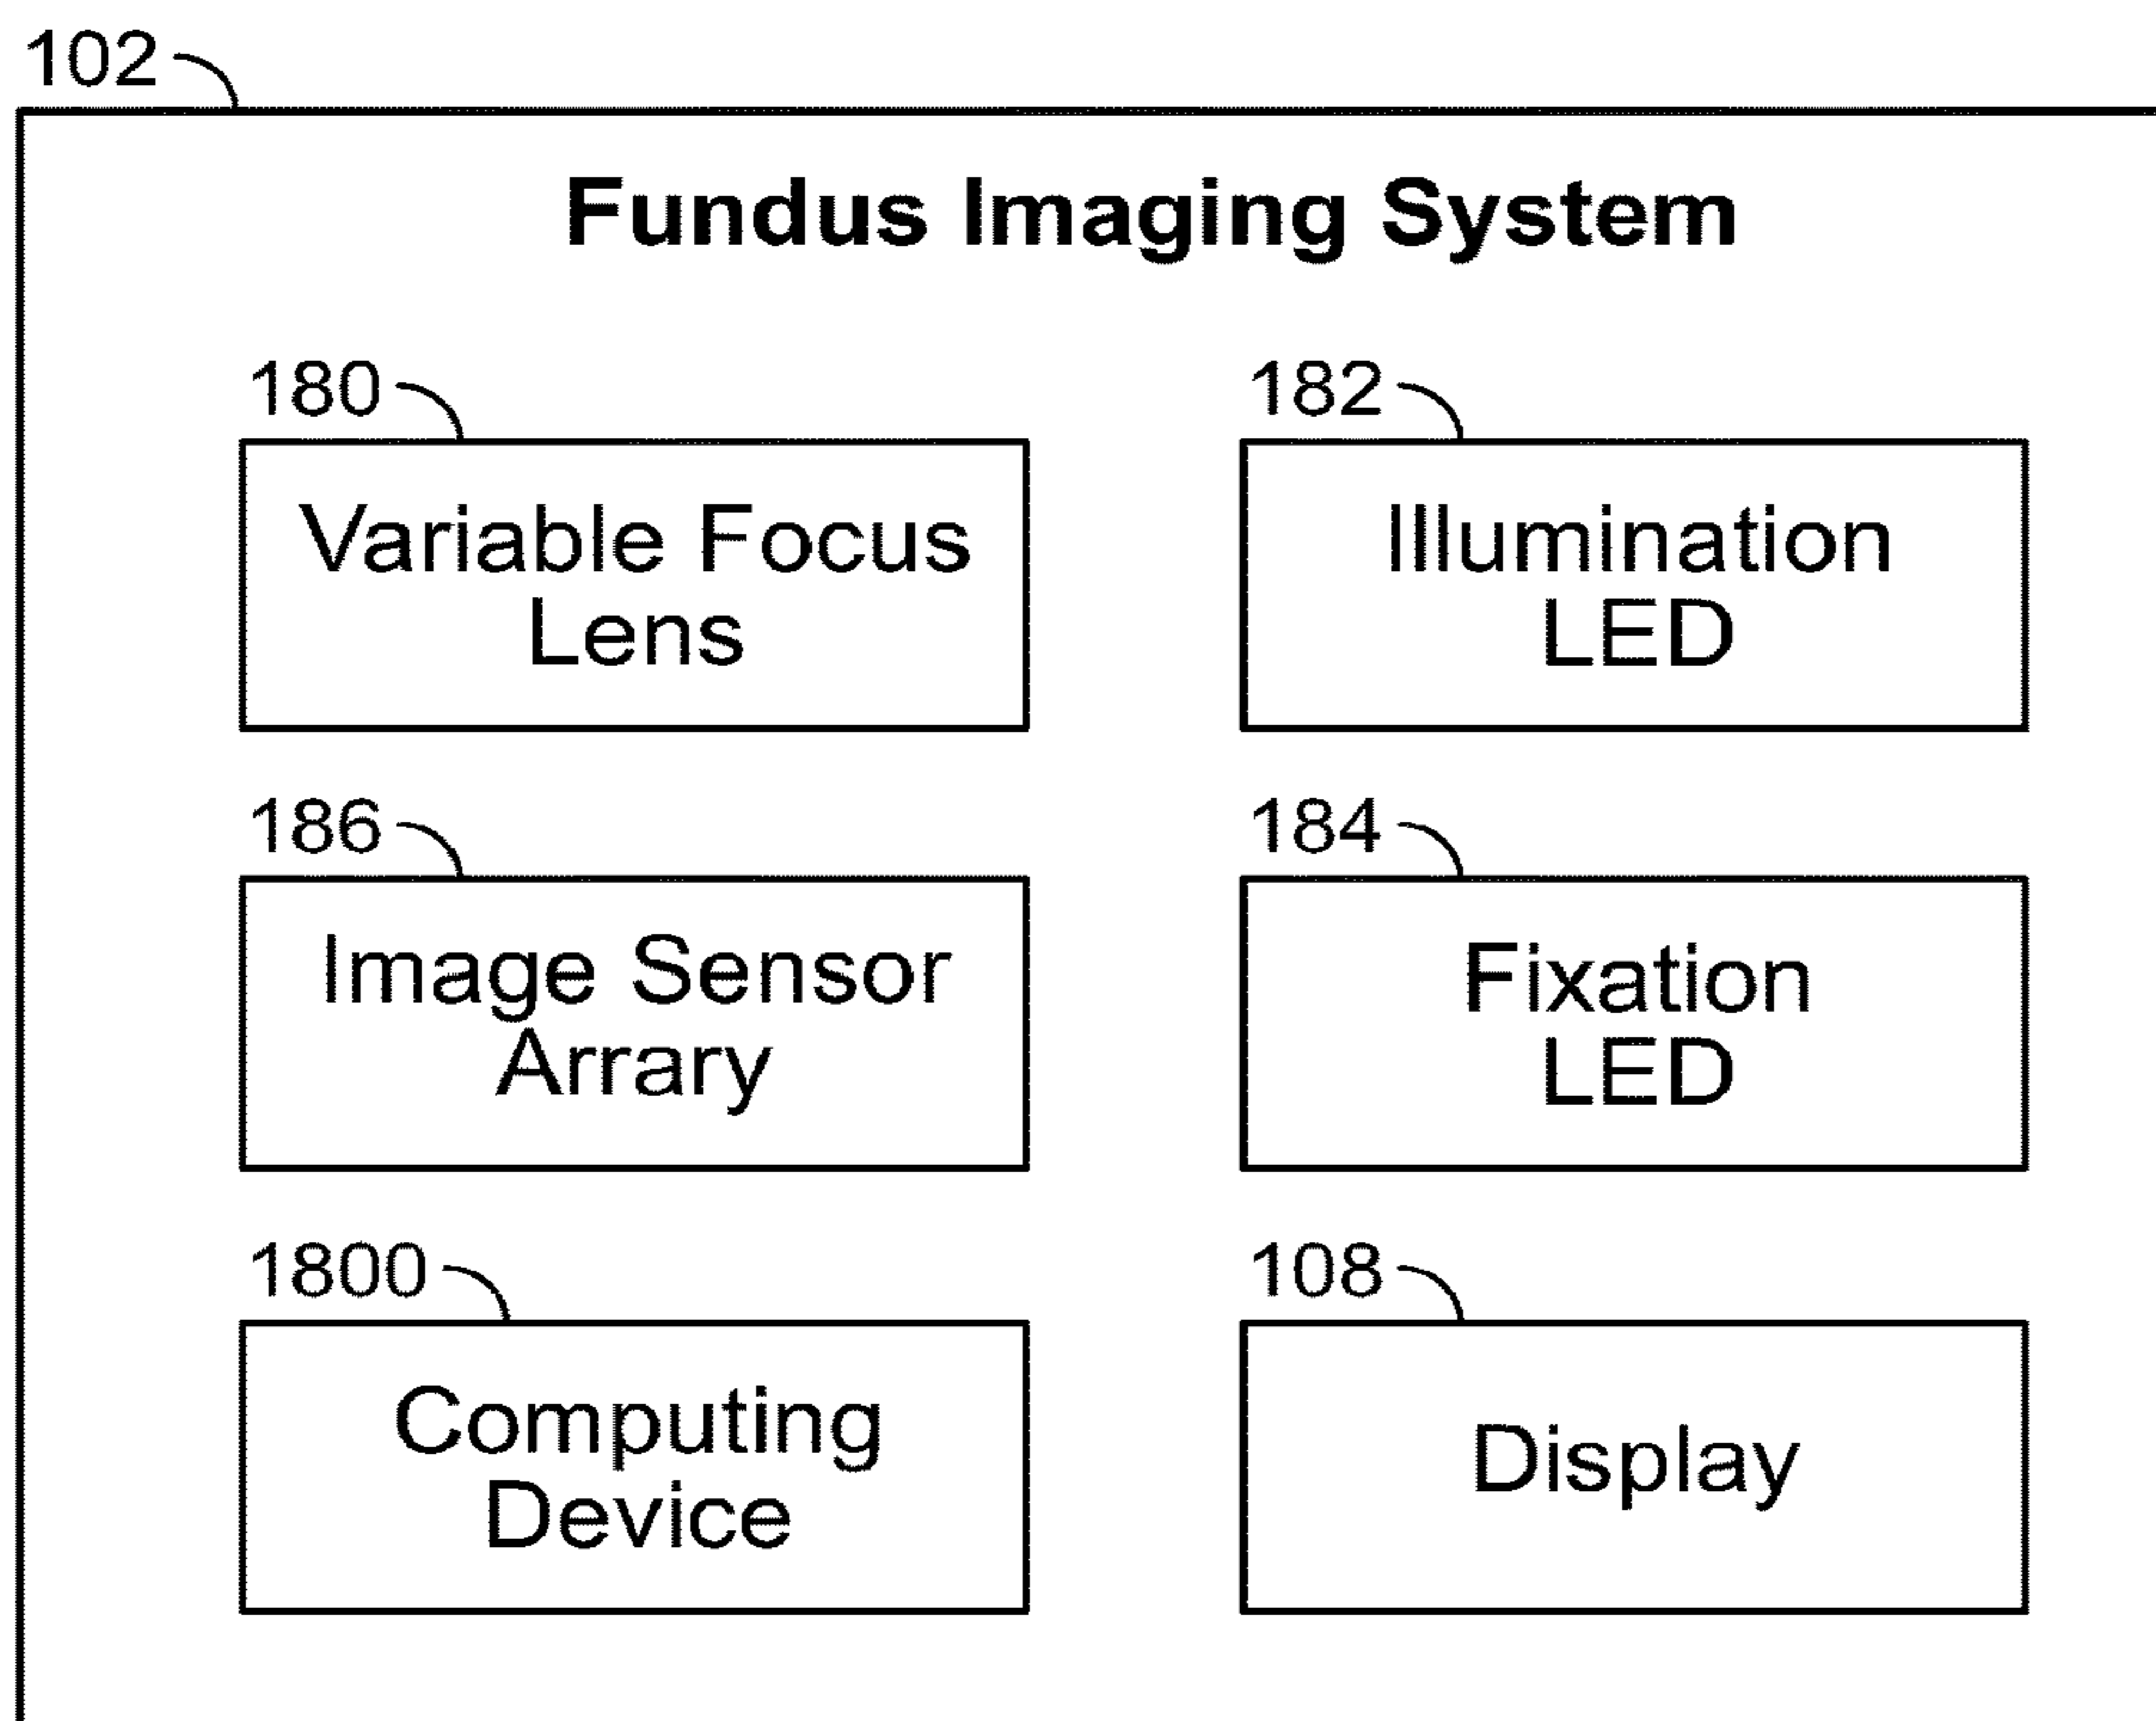 102
Fundus Imaging System
180
Variable Focus
Lens
182
Illumination
LED
186
Image Sensor
Arrary
184
Fixation
LED
1800
Computing
Device
108
Display